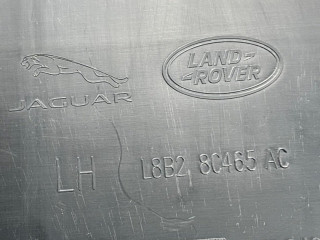 JAGUAR
LAND-
-ROVER
LH L8B2 8C465 AC